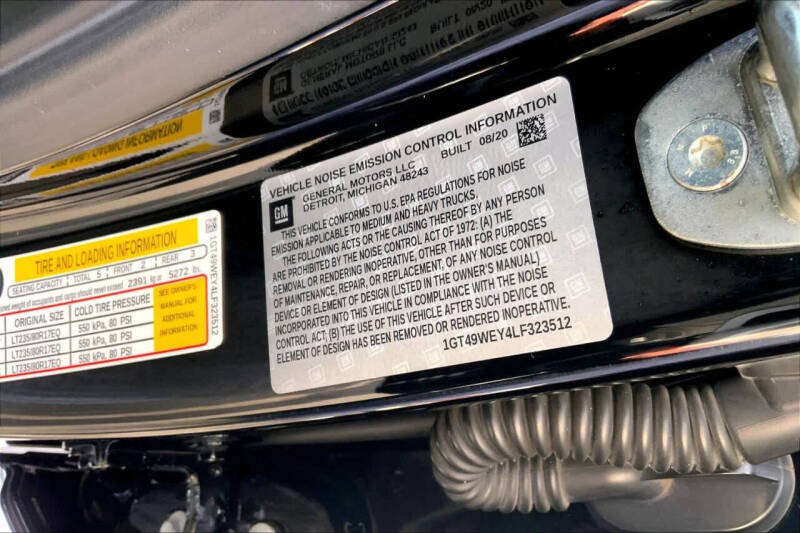 TIRE AND LOADING INFORMATION
SEATING CAPACITY TOTAL 5 FRONT 2 REAR 3
weight of occupants and cargo should never exceed 2391 kg or 5272 lbs
ORIGINAL SIZE COLD TIRE PRESSURE
LT235/80R17EQ 550 kPa, 80 PSI
LT235/80R17EQ 550 kPa, 80 PSI
LT235/80R17EQ 550 kPa, 80 PSI
SEE OWNER'S
MANUAL FOR
ADDITIONAL
INFORMATION
1GT49WEY4LF323512
VEHICLE NOISE EMISSION CONTROL INFORMATION
GM
GENERAL MOTORS LLC
DETROIT, MICHIGAN 48243 BUILT 08/20
THIS VEHICLE CONFORMS TO U.S. EPA REGULATIONS FOR NOISE
EMISSION APPLICABLE TO MEDIUM AND HEAVY TRUCKS.
THE FOLLOWING ACTS OR THE CAUSING THEREOF BY ANY PERSON
ARE PROHIBITED BY THE NOISE CONTROL ACT OF 1972: (A) THE
REMOVAL OR RENDERING INOPERATIVE, OTHER THAN FOR PURPOSES
OF MAINTENANCE, REPAIR, OR REPLACEMENT, OF ANY NOISE CONTROL
DEVICE OR ELEMENT OF DESIGN (LISTED IN THE OWNER'S MANUAL)
INCORPORATED INTO THIS VEHICLE IN COMPLIANCE WITH THE NOISE
CONTROL ACT; (B) THE USE OF THIS VEHICLE AFTER SUCH DEVICE OR
ELEMENT OF DESIGN HAS BEEN REMOVED OR RENDERED INOPERATIVE.
1GT49WEY4LF323512